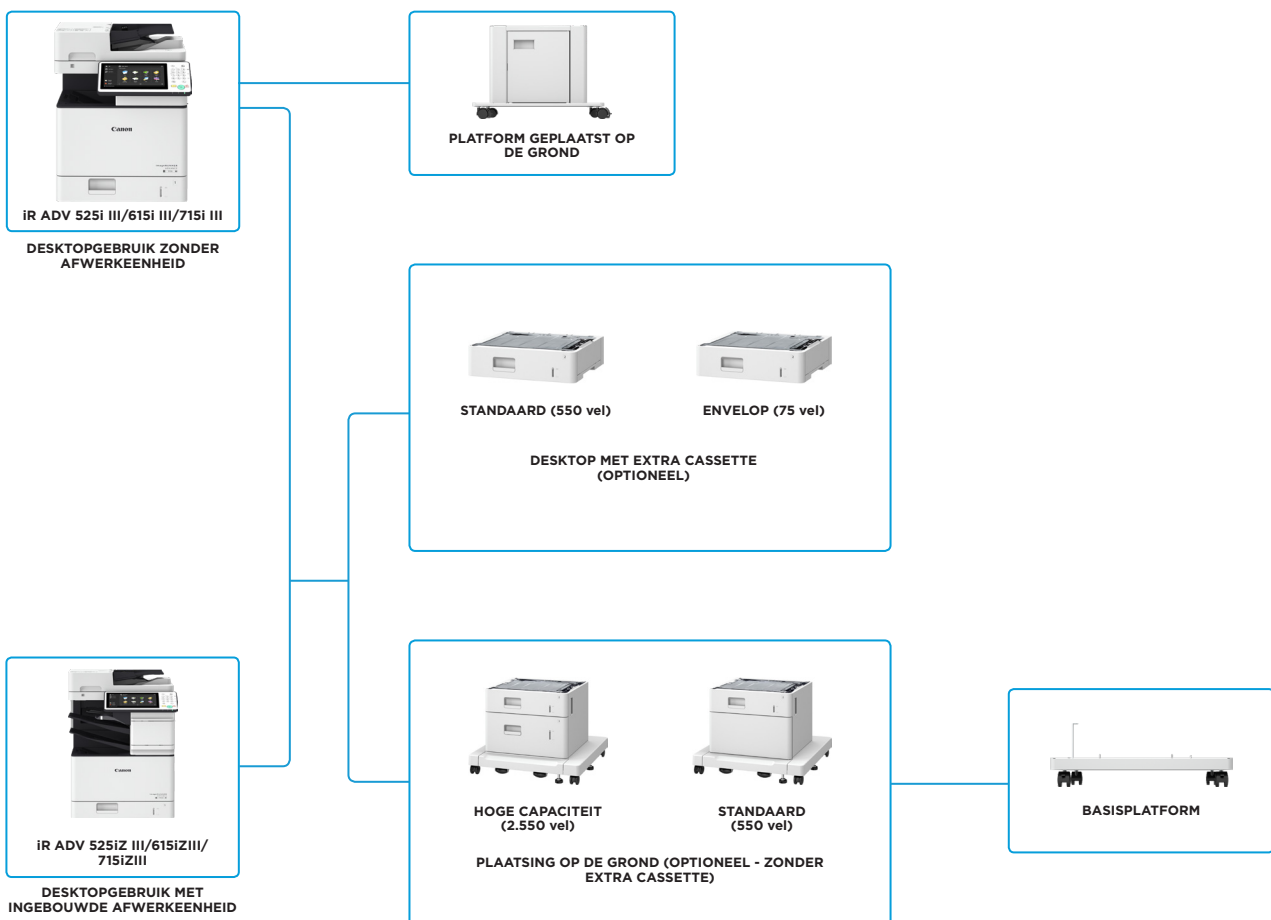 Canon
iR ADV 525i III/615i III/715i III
DESKTOPGEBRUIK ZONDER
AFWERKEENHEID
PLATFORM GEPLAATST OP
DE GROND
STANDAARD (550 vel)
ENVELOP (75 vel)
DESKTOP MET EXTRA CASSETTE
(OPTIONEEL)
Canon
iR ADV 525iZ III/615iZIII/
715iZIII
DESKTOPGEBRUIK MET
INGEBOUWDE AFWERKEENHEID
HOGE CAPACITEIT
(2.550 vel)
STANDAARD
(550 vel)
PLAATSING OP DE GROND (OPTIONEEL - ZONDER
EXTRA CASSETTE)
BASISPLATFORM